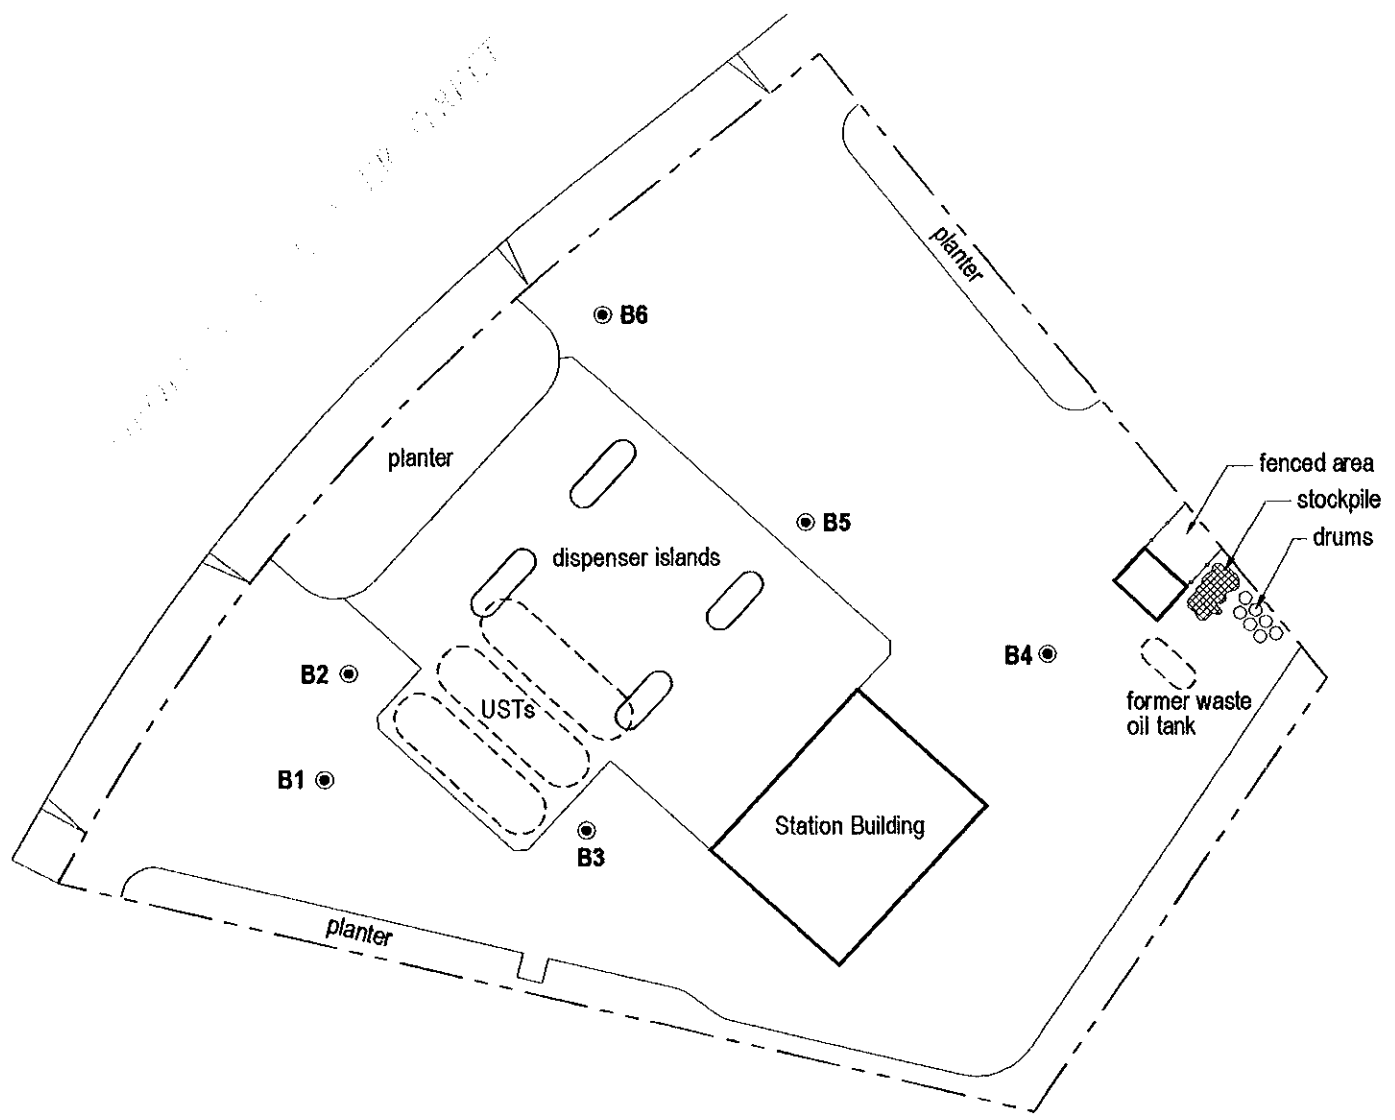 B6
planter
planter
fenced area
stockpile
drums
B5
dispenser islands
B4
B2
USTs
former waste
oil tank
B1
Station Building
B3
planter